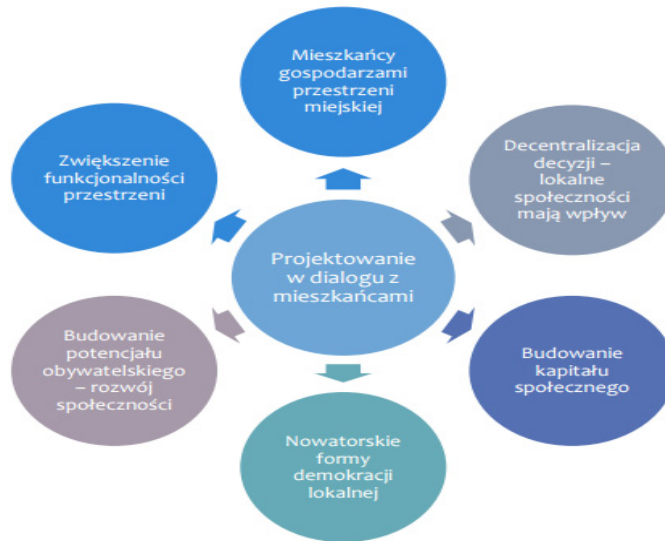 Mieszkańcy
gospodarzami
przestrzeni
miejskiej
Zwiększenie
funkcjonalności
przestrzeni
Decentralizacja
decyzji –
lokalne
społeczności
mają wpływ
Projektowanie
w dialogu z
mieszkańcami
Budowanie
potencjału
obywatelskiego
– rozwój
społeczności
Budowanie
kapitału
społecznego
Nowatorskie
formy
demokracji
lokalnej